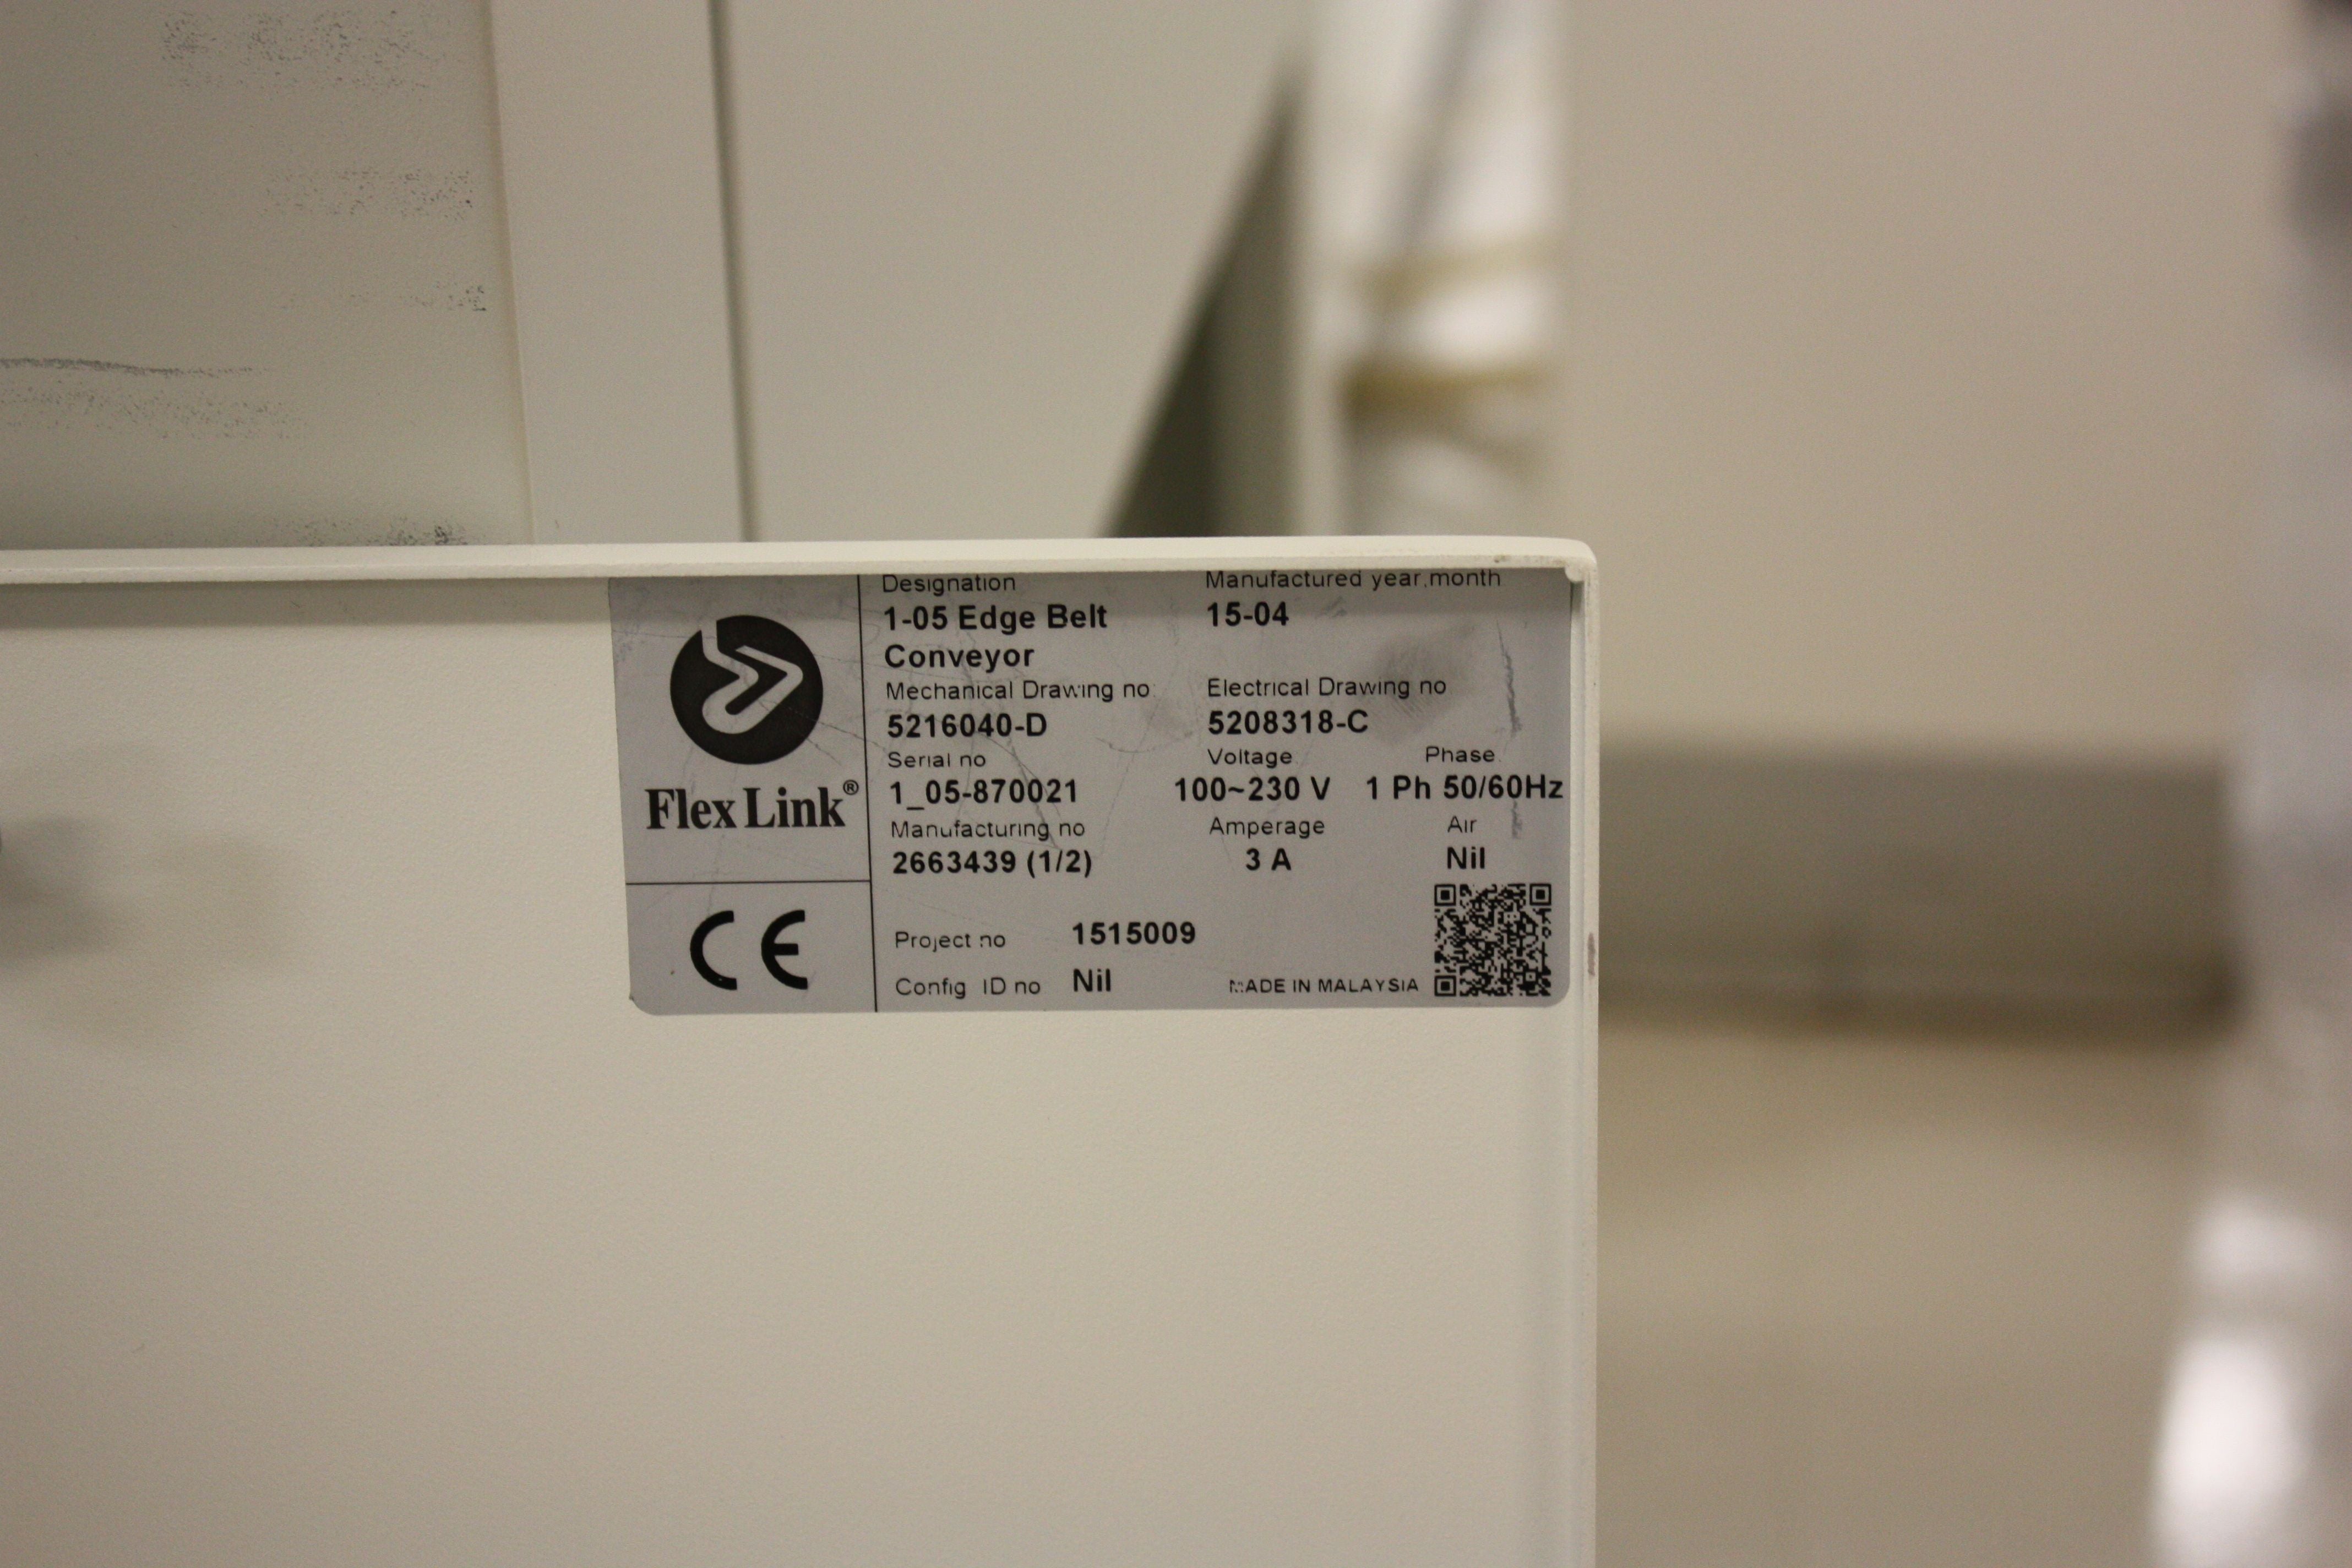 Designation Manufactured year,month
1-05 Edge Belt 15-04
Conveyor
Mechanical Drawing no Electrical Drawing no
5216040-D 5208318-C
Serial no Voltage Phase
1_05-870021 100~230 V 1 Ph 50/60Hz
Manufacturing no Amperage Air
2663439 (1/2) 3 A Nil
Project no 1515009
Config ID no Nil MADE IN MALAYSIA
FlexLink®
CE